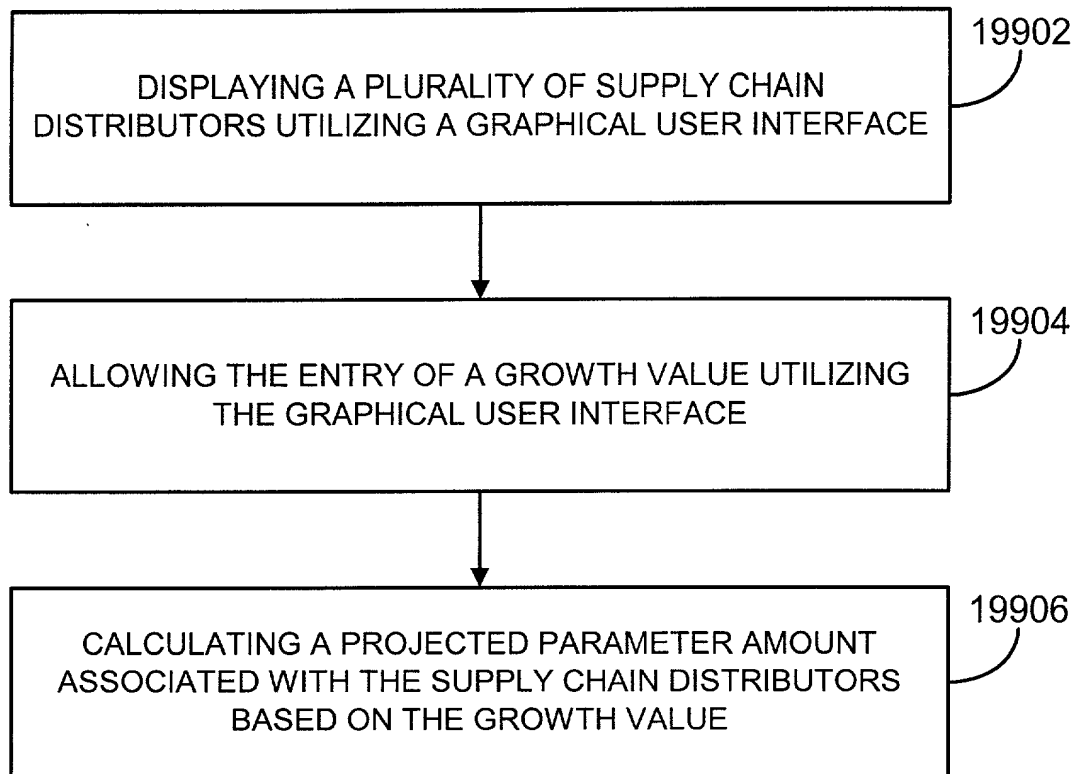 19902
DISPLAYING A PLURALITY OF SUPPLY CHAIN
DISTRIBUTORS UTILIZING A GRAPHICAL USER INTERFACE
19904
ALLOWING THE ENTRY OF A GROWTH VALUE UTILIZING
THE GRAPHICAL USER INTERFACE
19906
CALCULATING A PROJECTED PARAMETER AMOUNT
ASSOCIATED WITH THE SUPPLY CHAIN DISTRIBUTORS
BASED ON THE GROWTH VALUE